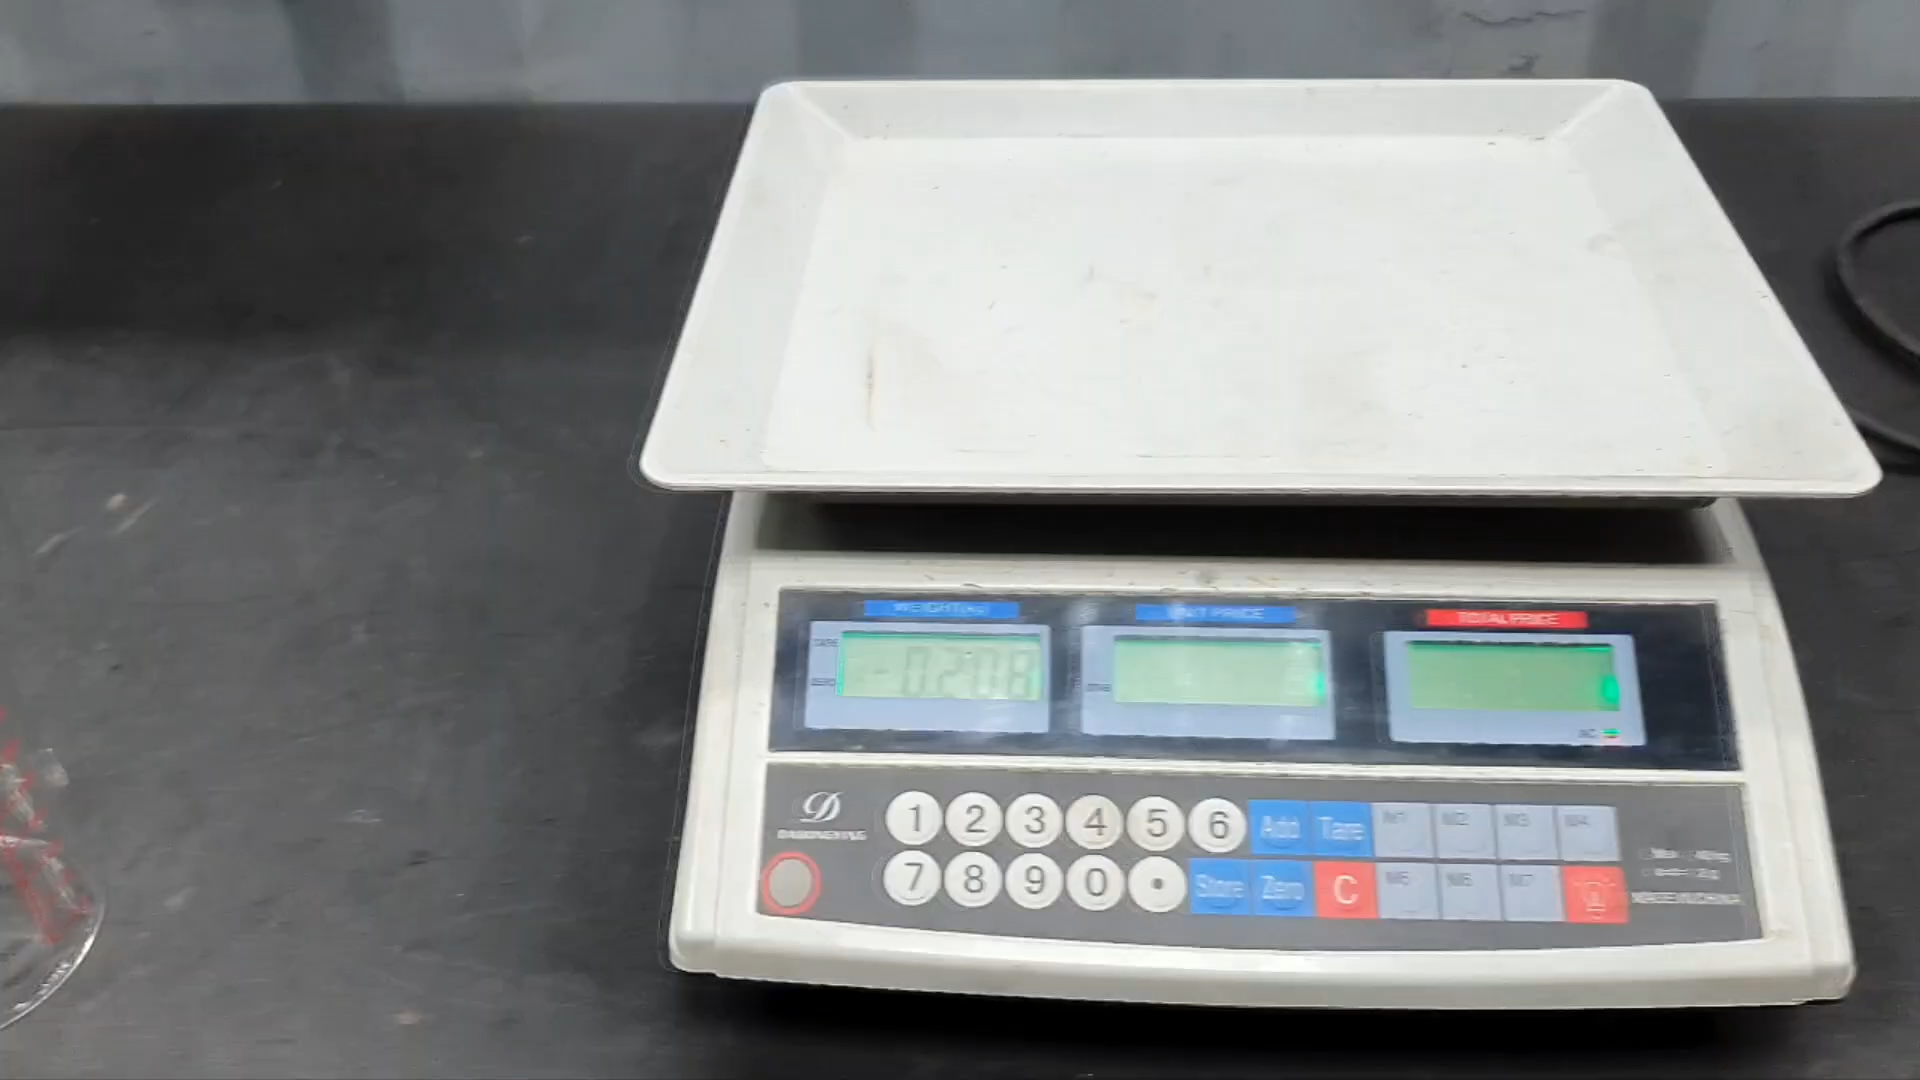 WEIGHT(kg) UNIT PRICE TOTAL PRICE
TARE
ZERO
-0.208
AC
1 2 3 4 5 6 Add Tare M1 M2 M3 M4
7 8 9 0 • Store Zero C M5 M6 M7